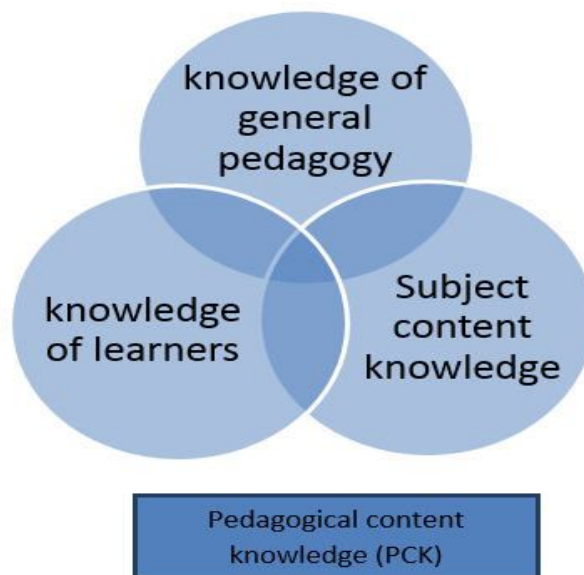 knowledge of
general
pedagogy
knowledge
of learners
Subject
content
knowledge
Pedagogical content
knowledge (PCK)